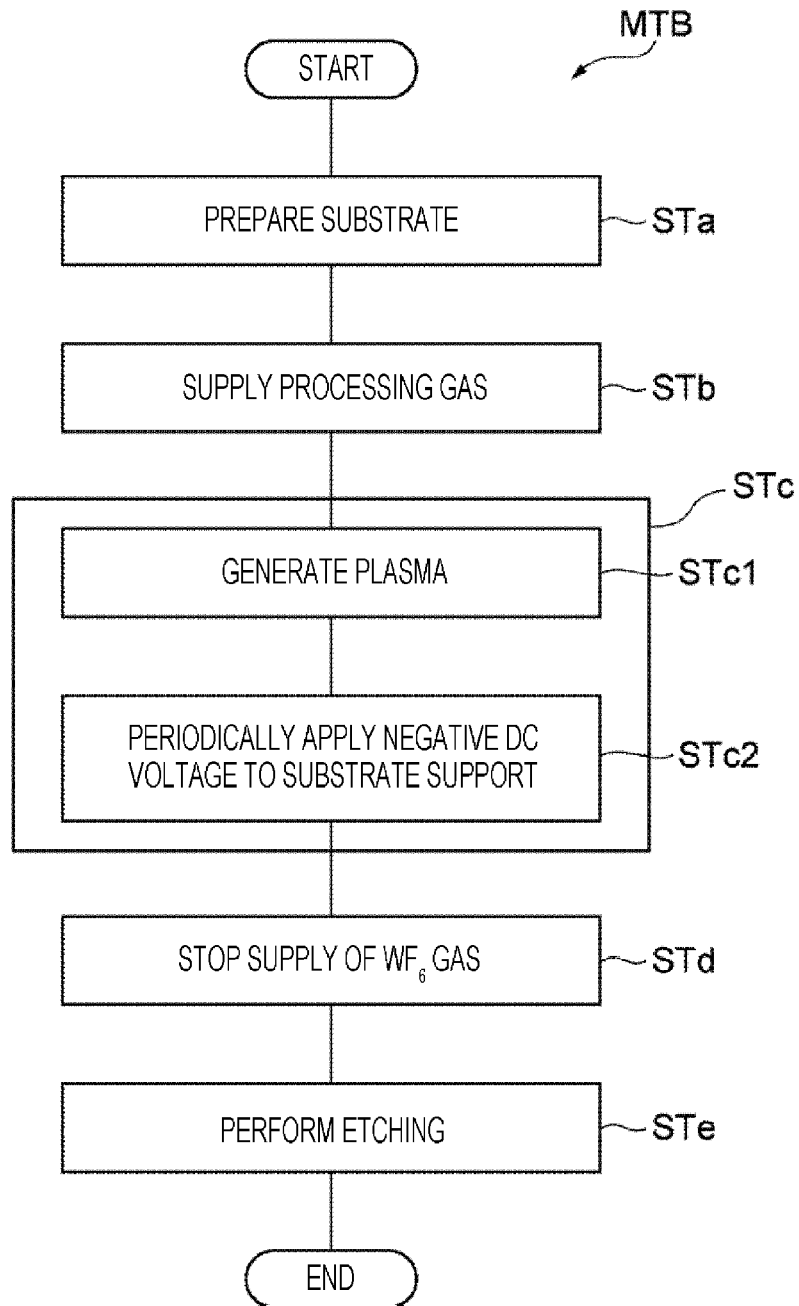 MTB
START
PREPARE SUBSTRATE
STa
SUPPLY PROCESSING GAS
STb
STc
GENERATE PLASMA
STc1
PERIODICALLY APPLY NEGATIVE DC
VOLTAGE TO SUBSTRATE SUPPORT
STc2
STOP SUPPLY OF WF₆ GAS
STd
PERFORM ETCHING
STe
END